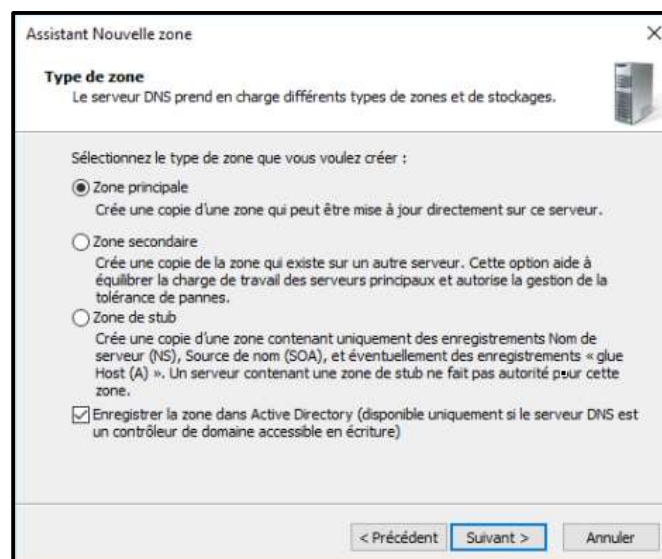 Assistant Nouvelle zone
Type de zone
Le serveur DNS prend en charge différents types de zones et de stockages.
Sélectionnez le type de zone que vous voulez créer :
Zone principale
Crée une copie d'une zone qui peut être mise à jour directement sur ce serveur.
Zone secondaire
Crée une copie de la zone qui existe sur un autre serveur. Cette option aide à
équilibrer la charge de travail des serveurs principaux et autorise la gestion de la
tolérance de pannes.
Zone de stub
Crée une copie d'une zone contenant uniquement des enregistrements Nom de
serveur (NS), Source de nom (SOA), et éventuellement des enregistrements « glue
Host (A) ». Un serveur contenant une zone de stub ne fait pas autorité pour cette
zone.
Enregistrer la zone dans Active Directory (disponible uniquement si le serveur DNS est
un contrôleur de domaine accessible en écriture)
< Précédent Suivant > Annuler